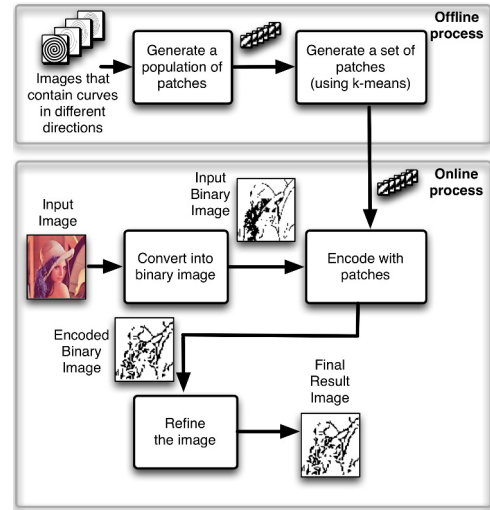 Offline
process
Images that
contain curves
in different
directions
Generate a
population of
patches
Generate a set of
patches
(using k-means)
Online
process
Input
Image
Convert into
binary image
Input
Binary
Image
Encode with
patches
Encoded
Binary
Image
Refine
the image
Final
Result
Image